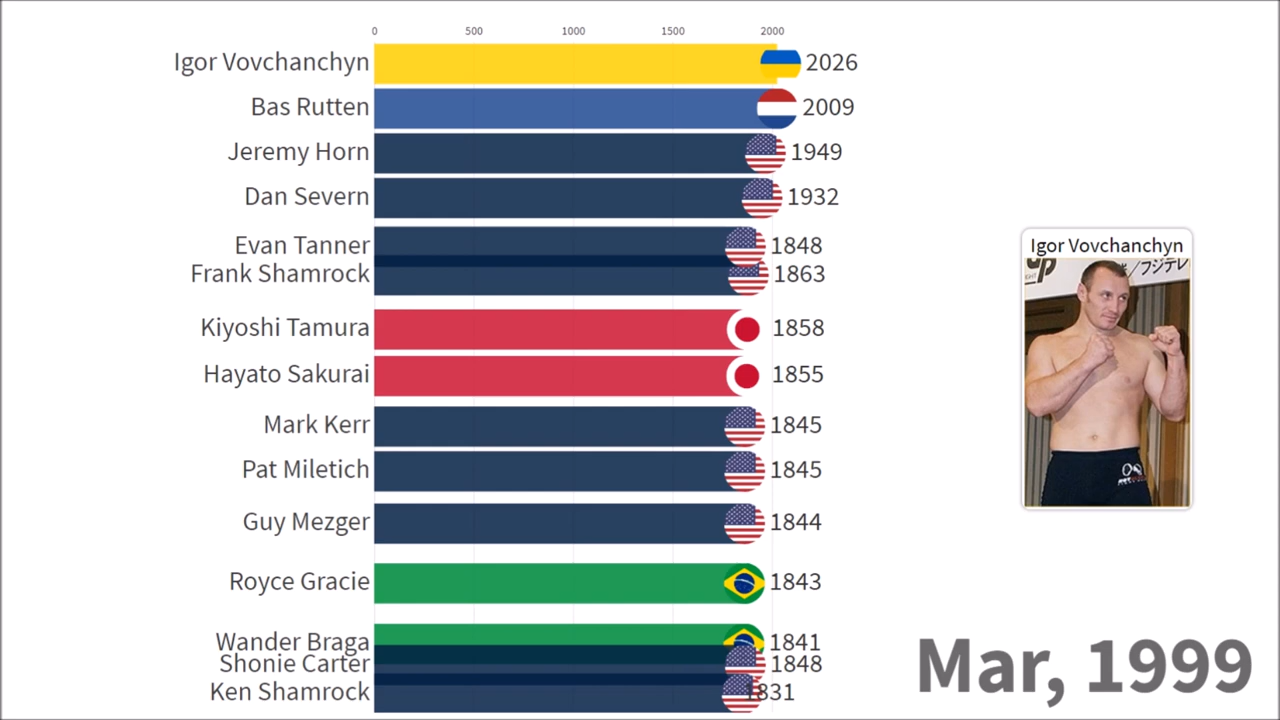 0 500 1000 1500 2000
Igor Vovchanchyn 2026
Bas Rutten 2009
Jeremy Horn 1949
Dan Severn 1932
Evan Tanner 1848
Frank Shamrock 1863
Kiyoshi Tamura 1858
Hayato Sakurai 1855
Mark Kerr 1845
Pat Miletich 1845
Guy Mezger 1844
Royce Gracie 1843
Wander Braga 1841
Shonie Carter 1848
Ken Shamrock 1831
Igor Vovchanchyn
フジテレ
Mar, 1999